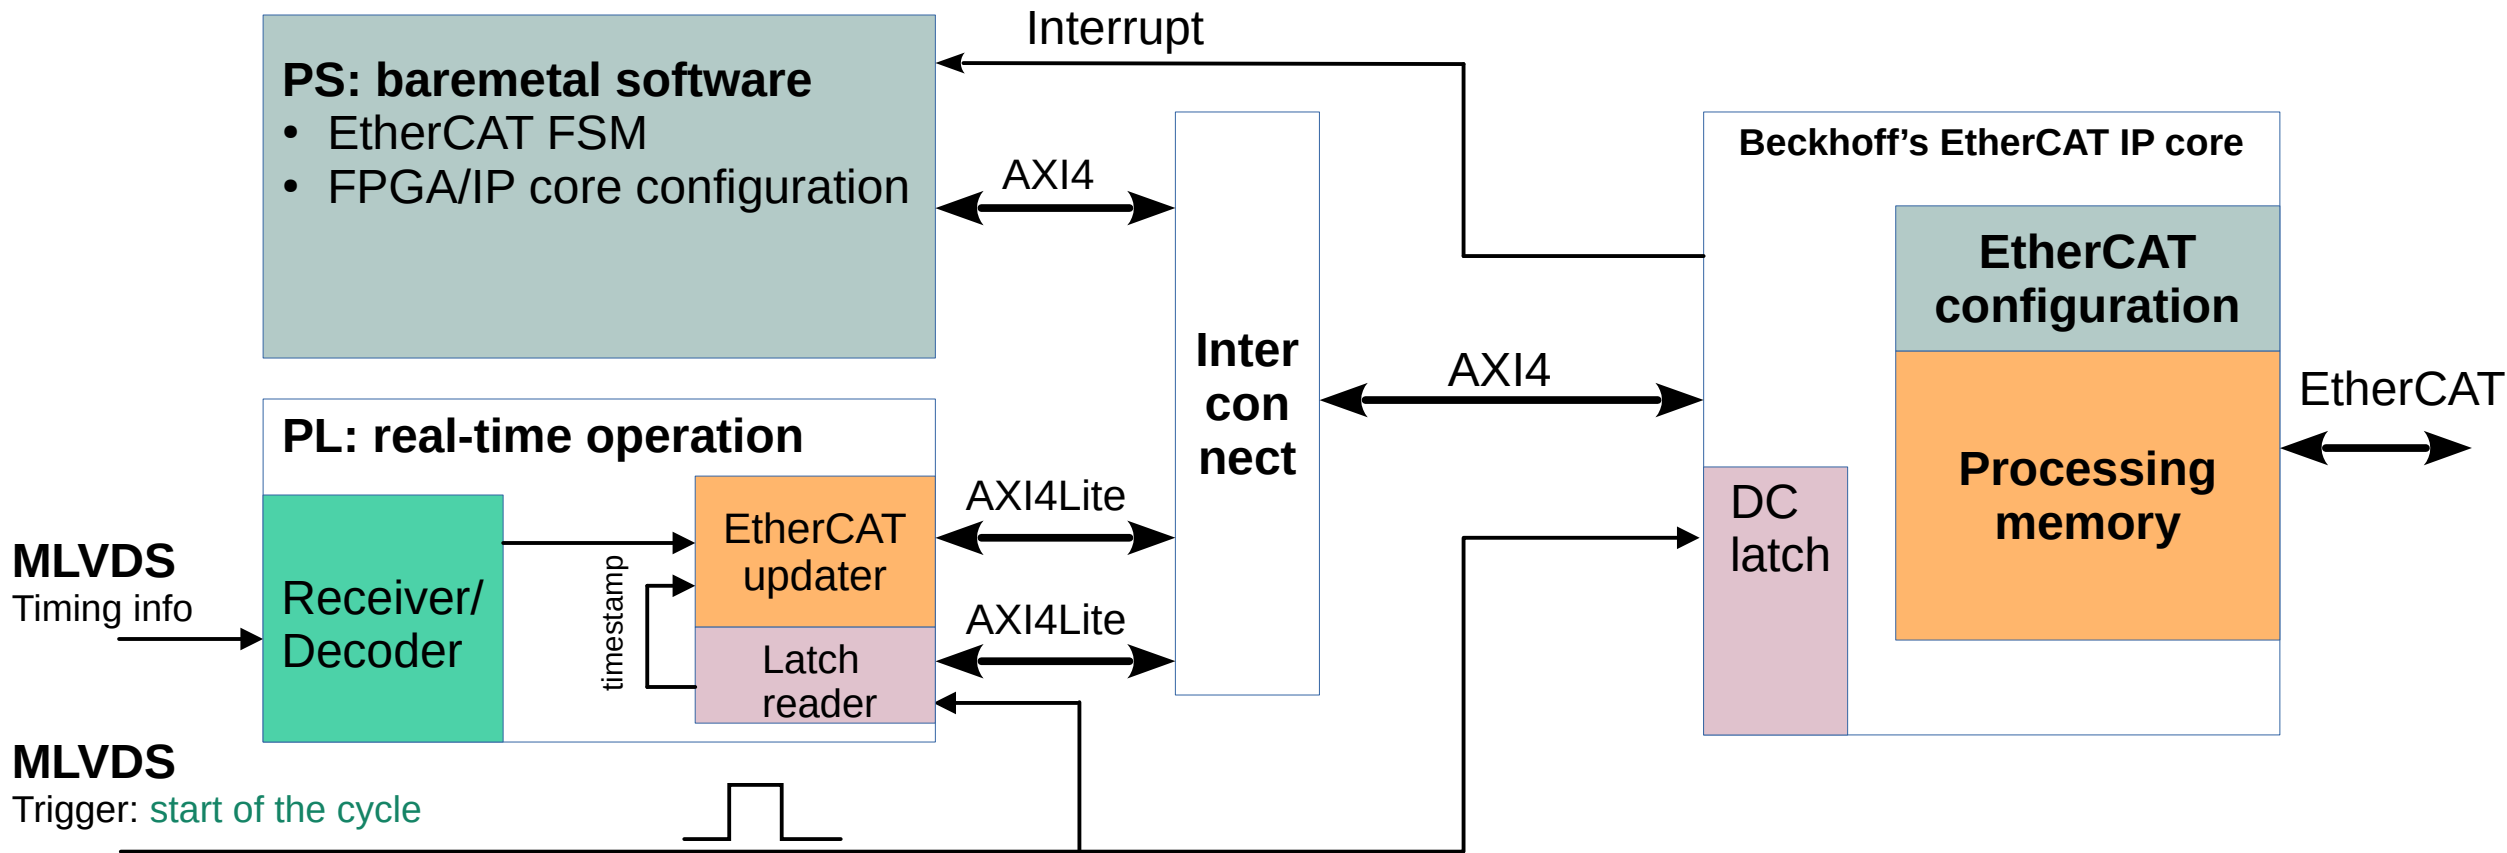 Interrupt
PS: baremetal software
• EtherCAT FSM
• FPGA/IP core configuration
AXI4
Inter
con
nect
AXI4
Beckhoff’s EtherCAT IP core
EtherCAT
configuration
Processing
memory
DC
latch
EtherCAT
PL: real-time operation
AXI4Lite
EtherCAT
updater
MLVDS
Timing info
Receiver/
Decoder
timestamp
AXI4Lite
Latch
reader
MLVDS
Trigger: start of the cycle